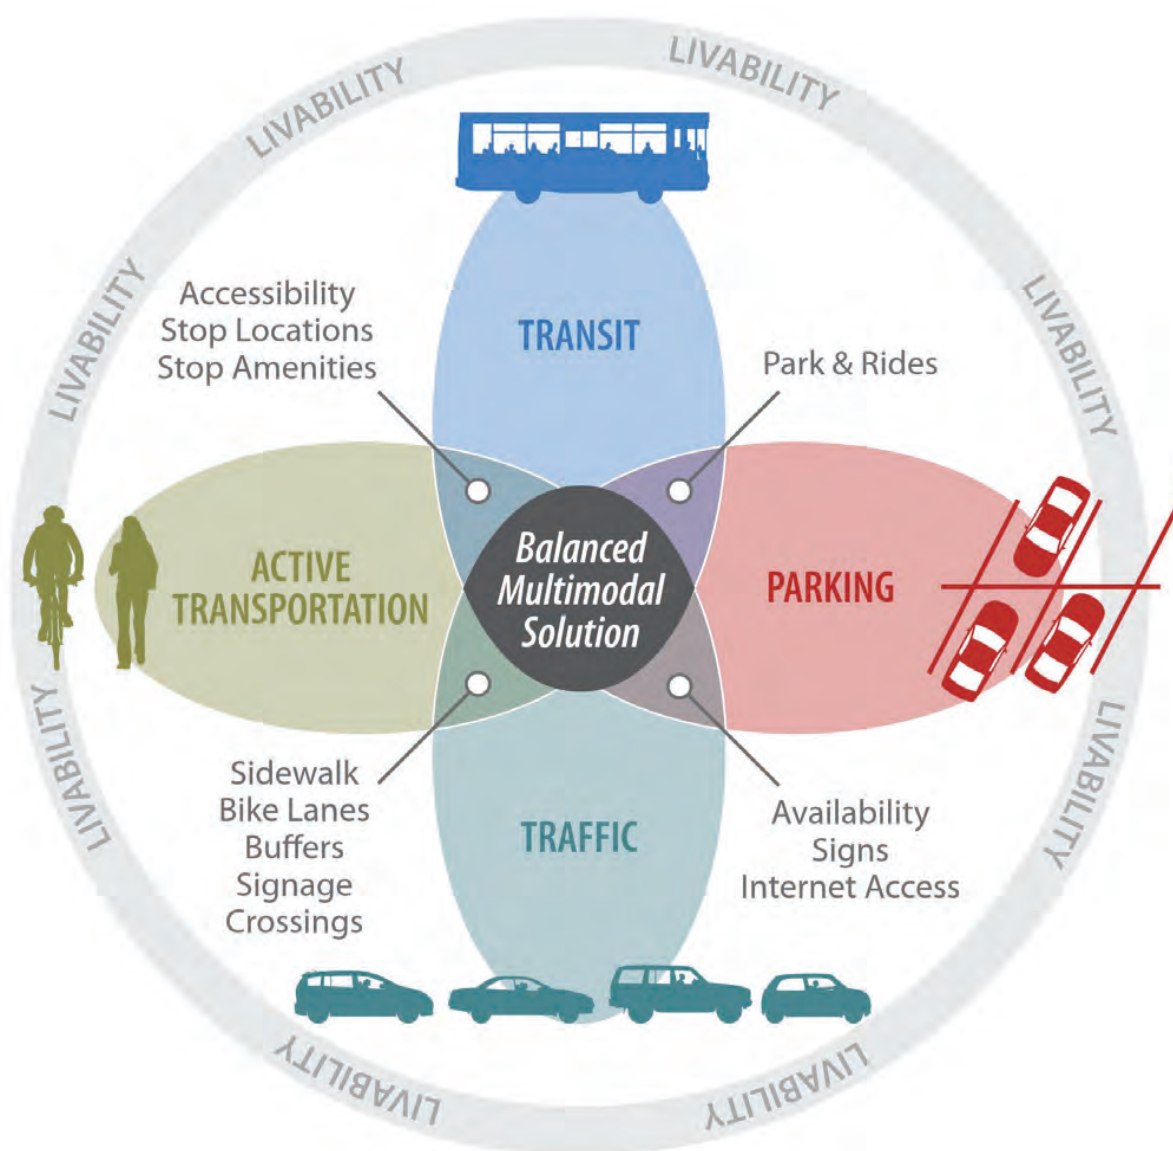 LIVABILITY
LIVABILITY
LIVABILITY
LIVABILITY
Accessibility
Stop Locations
Stop Amenities
TRANSIT
Park & Rides
ACTIVE
TRANSPORTATION
Balanced
Multimodal
Solution
PARKING
Sidewalk
Bike Lanes
Buffers
Signage
Crossings
TRAFFIC
Availability
Signs
Internet Access
LIVABILITY
LIVABILITY
LIVABILITY
LIVABILITY